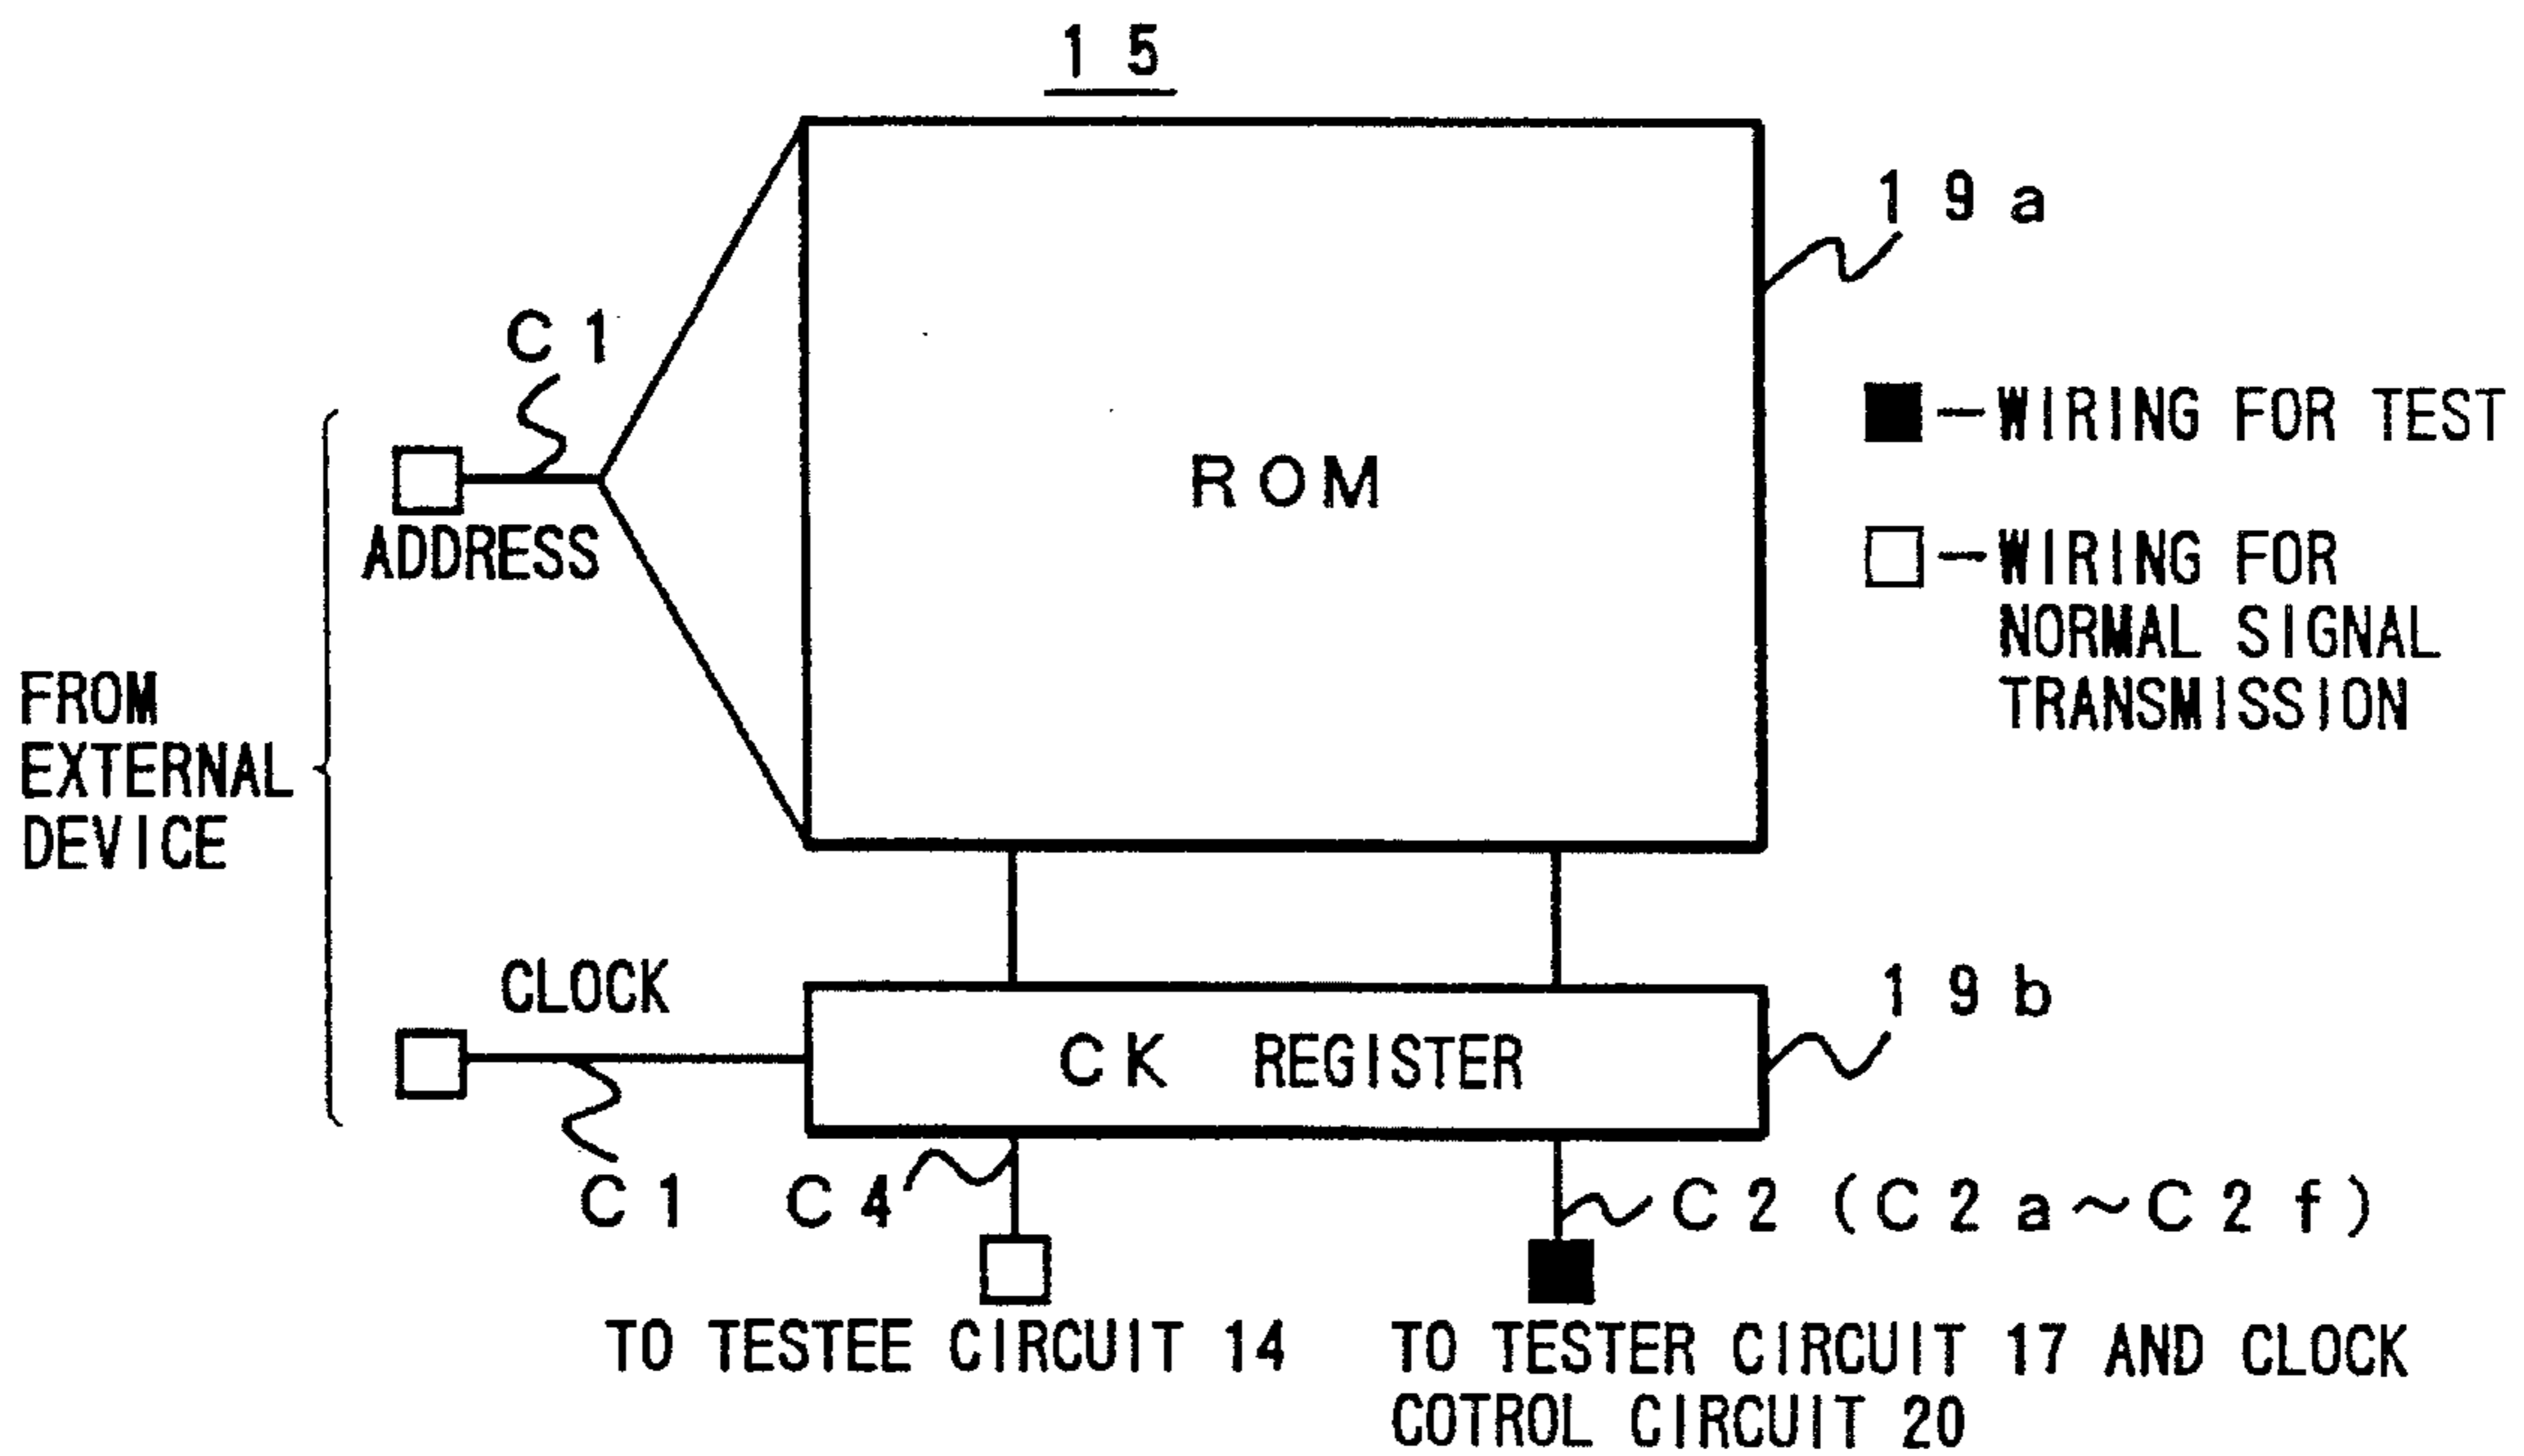 15
19a
C1
ROM
■-WIRING FOR TEST
□-WIRING FOR
NORMAL SIGNAL
TRANSMISSION
ADDRESS
FROM
EXTERNAL
DEVICE
CLOCK
CK REGISTER
19b
C1
C4
C2 (C2a~C2f)
TO TESTEE CIRCUIT 14
TO TESTER CIRCUIT 17 AND CLOCK
COTROL CIRCUIT 20